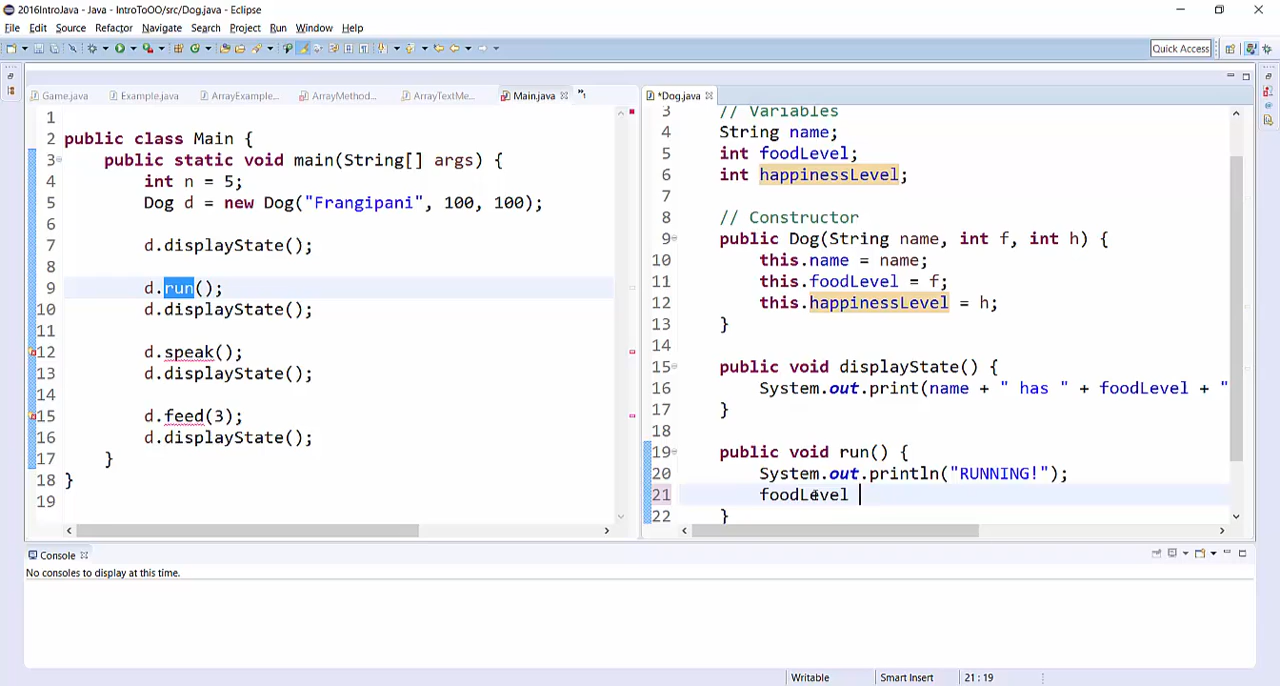 2016IntroJava - Java - IntroToOO/src/Dog.java - Eclipse
File Edit Source Refactor Navigate Search Project Run Window Help
Quick Access
Game.java Example.java ArrayExample... ArrayMethod... ArrayTextMe... Main.java "1
1
2 public class Main {
3 public static void main(String[] args) {
4 int n = 5;
5 Dog d = new Dog("Frangipani", 100, 100);
6
7 d.displayState();
8
9 d.run();
10 d.displayState();
11
12 d.speak();
13 d.displayState();
14
15 d.feed(3);
16 d.displayState();
17 }
18 }
19
*Dog.java
3 // Variables
4 String name;
5 int foodLevel;
6 int happinessLevel;
7
8 // Constructor
9 public Dog(String name, int f, int h) {
10 this.name = name;
11 this.foodLevel = f;
12 this.happinessLevel = h;
13 }
14
15 public void displayState() {
16 System.out.print(name + " has " + foodLevel + "
17 }
18
19 public void run() {
20 System.out.println("RUNNING!");
21 foodLevel
22 }
Console
No consoles to display at this time.
Writable Smart Insert 21 : 19